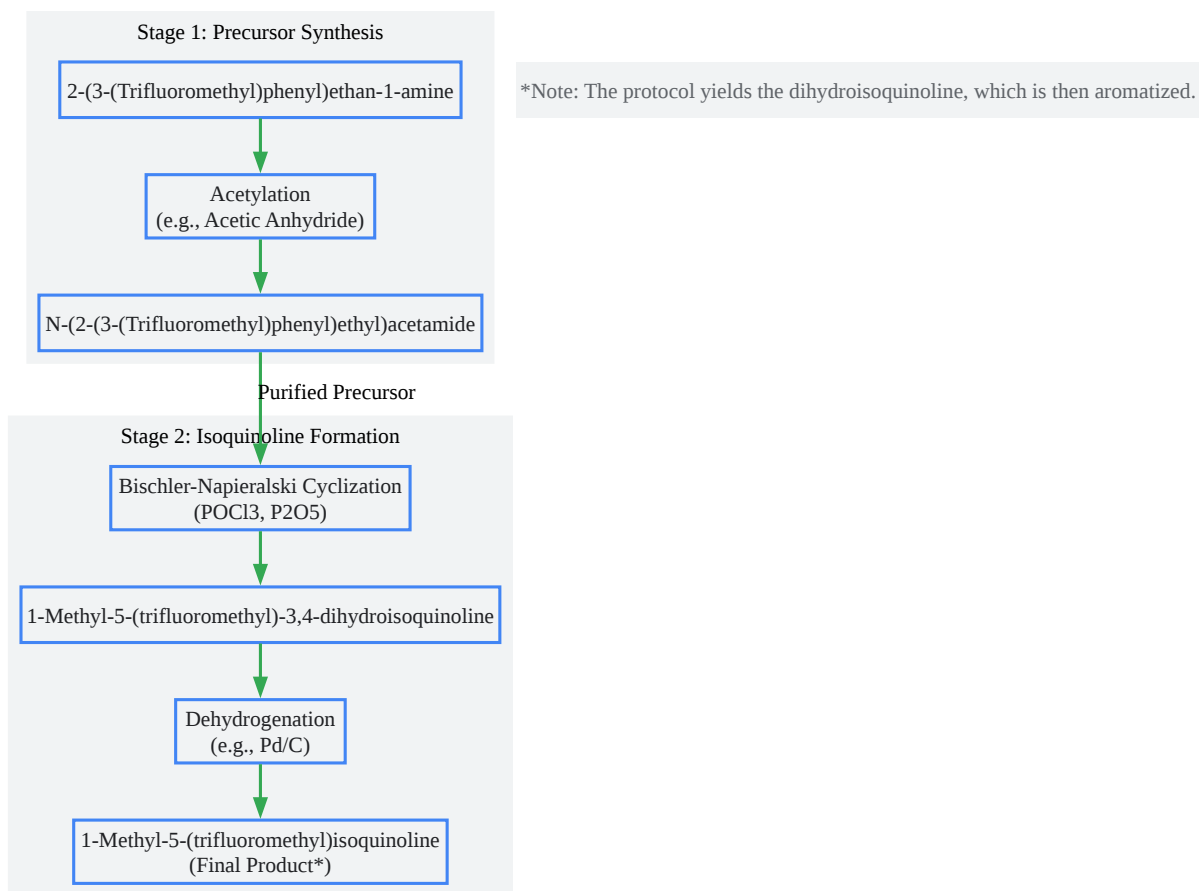 Stage 1: Precursor Synthesis
2-(3-(Trifluoromethyl)phenyl)ethan-1-amine
*Note: The protocol yields the dihydroisoquinoline, which is then aromatized.
Acetylation
(e.g., Acetic Anhydride)
N-(2-(3-(Trifluoromethyl)phenyl)ethyl)acetamide
Purified Precursor
Stage 2: Isoquinoline Formation
Bischler-Napieralski Cyclization
(POCl3, P2O5)
1-Methyl-5-(trifluoromethyl)-3,4-dihydroisoquinoline
Dehydrogenation
(e.g., Pd/C)
1-Methyl-5-(trifluoromethyl)isoquinoline
(Final Product*)